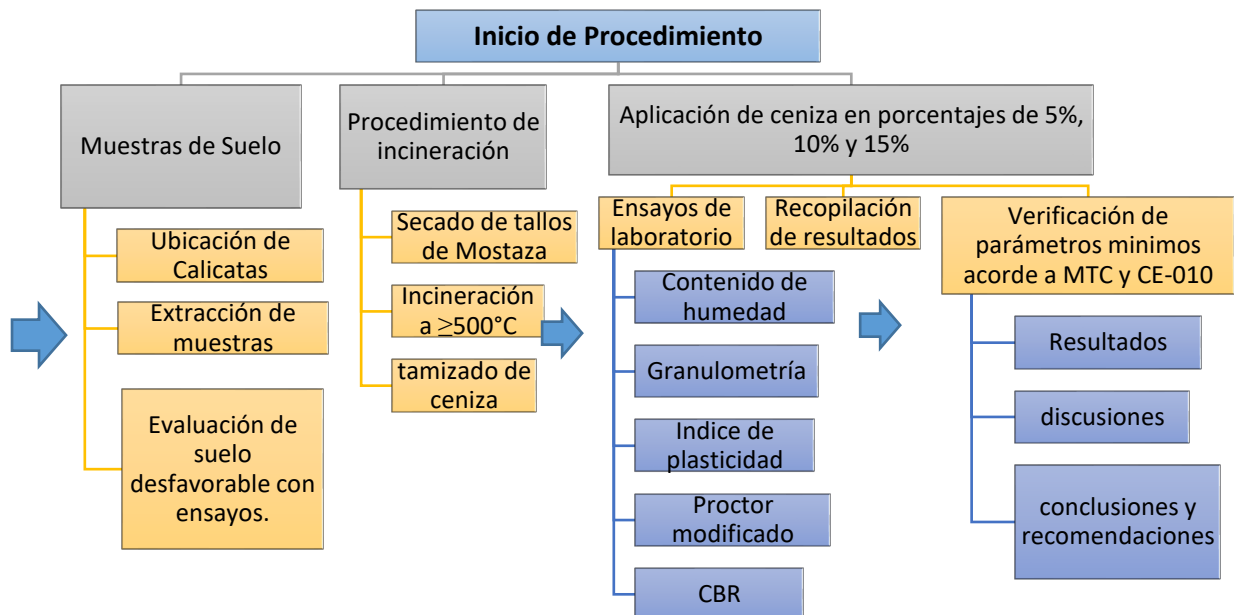 Inicio de Procedimiento
Muestras de Suelo
Ubicación de
Calicatas
Extracción de
muestras
Evaluación de
suelo
desfavorable con
ensayos.
Procedimiento de
incineración
Secado de tallos
de Mostaza
Incineración
a ≥500°C
tamizado de
ceniza
Aplicación de ceniza en porcentajes de 5%,
10% y 15%
Ensayos de
laboratorio
Contenido de
humedad
Granulometría
Indice de
plasticidad
Proctor
modificado
CBR
Recopilación
de resultados
Verificación de
parámetros minimos
acorde a MTC y CE-010
Resultados
discusiones
conclusiones y
recomendaciones